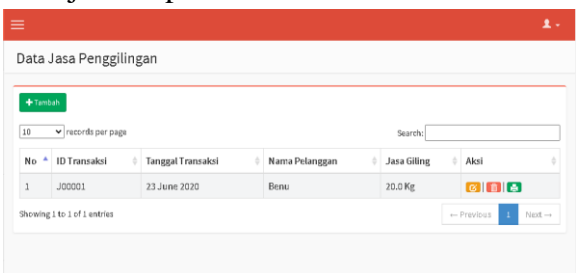 Data Jasa Penggilingan
+Tambah
10 records per page Search:
No ID Transaksi Tanggal Transaksi Nama Pelanggan Jasa Giling Aksi
1 J00001 23 June 2020 Benu 20.0 Kg
Showing 1 to 1 of 1 entries ← Previous 1 Next →